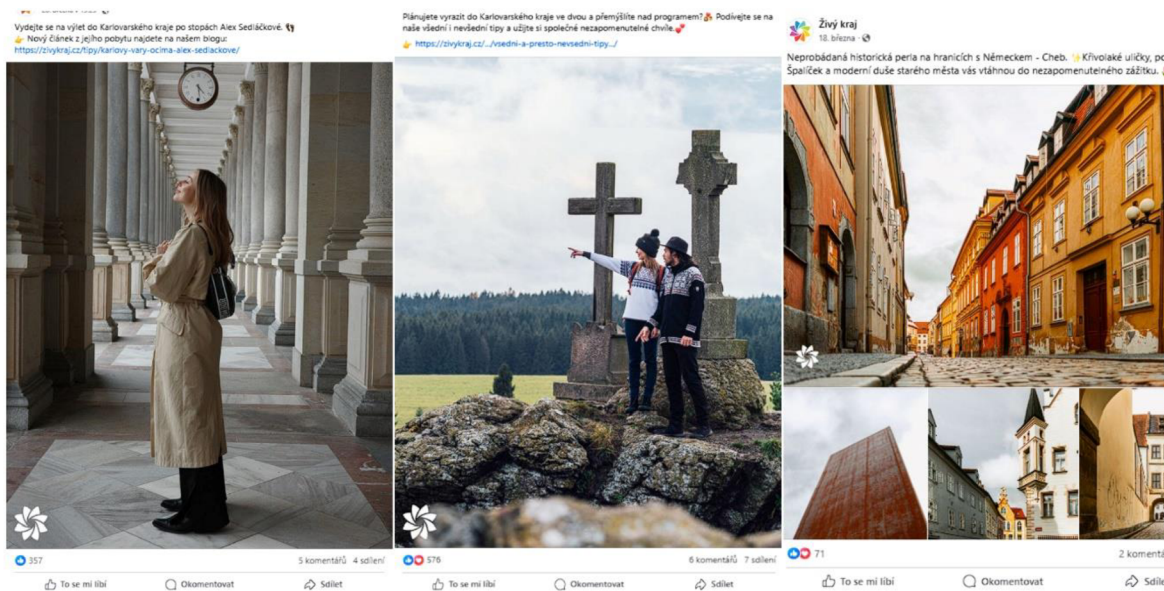 Vydejte se na výlet do Karlovarského kraje po stopách Alex Sedláčkové. 👣
👉 Nový článek z jejího pobytu najdete na našem blogu:
https://zivykraj.cz/tipy/karlovy-vary-ocima-alex-sedlackove/
357
5 komentářů 4 sdílení
To se mi líbí Okomentovat Sdílet
Plánujete vyrazit do Karlovarského kraje ve dvou a přemýšlíte nad programem? Podívejte se na
naše všední i nevšední tipy a užijte si společné nezapomenutelné chvíle.💕
👉 https://zivykraj.cz/.../vsedni-a-presto-nevsedni-tipy.../
576
6 komentářů 7 sdílení
To se mi líbí Okomentovat Sdílet
Živý kraj
18. března ·
Neprobádaná historická perla na hranicích s Německem - Cheb. ✨Křivolaké uličky, po
Špalíček a moderní duše starého města vás vtáhnou do nezapomenutelného zážitku.
71
2 komentá
To se mi líbí Okomentovat Sdíle